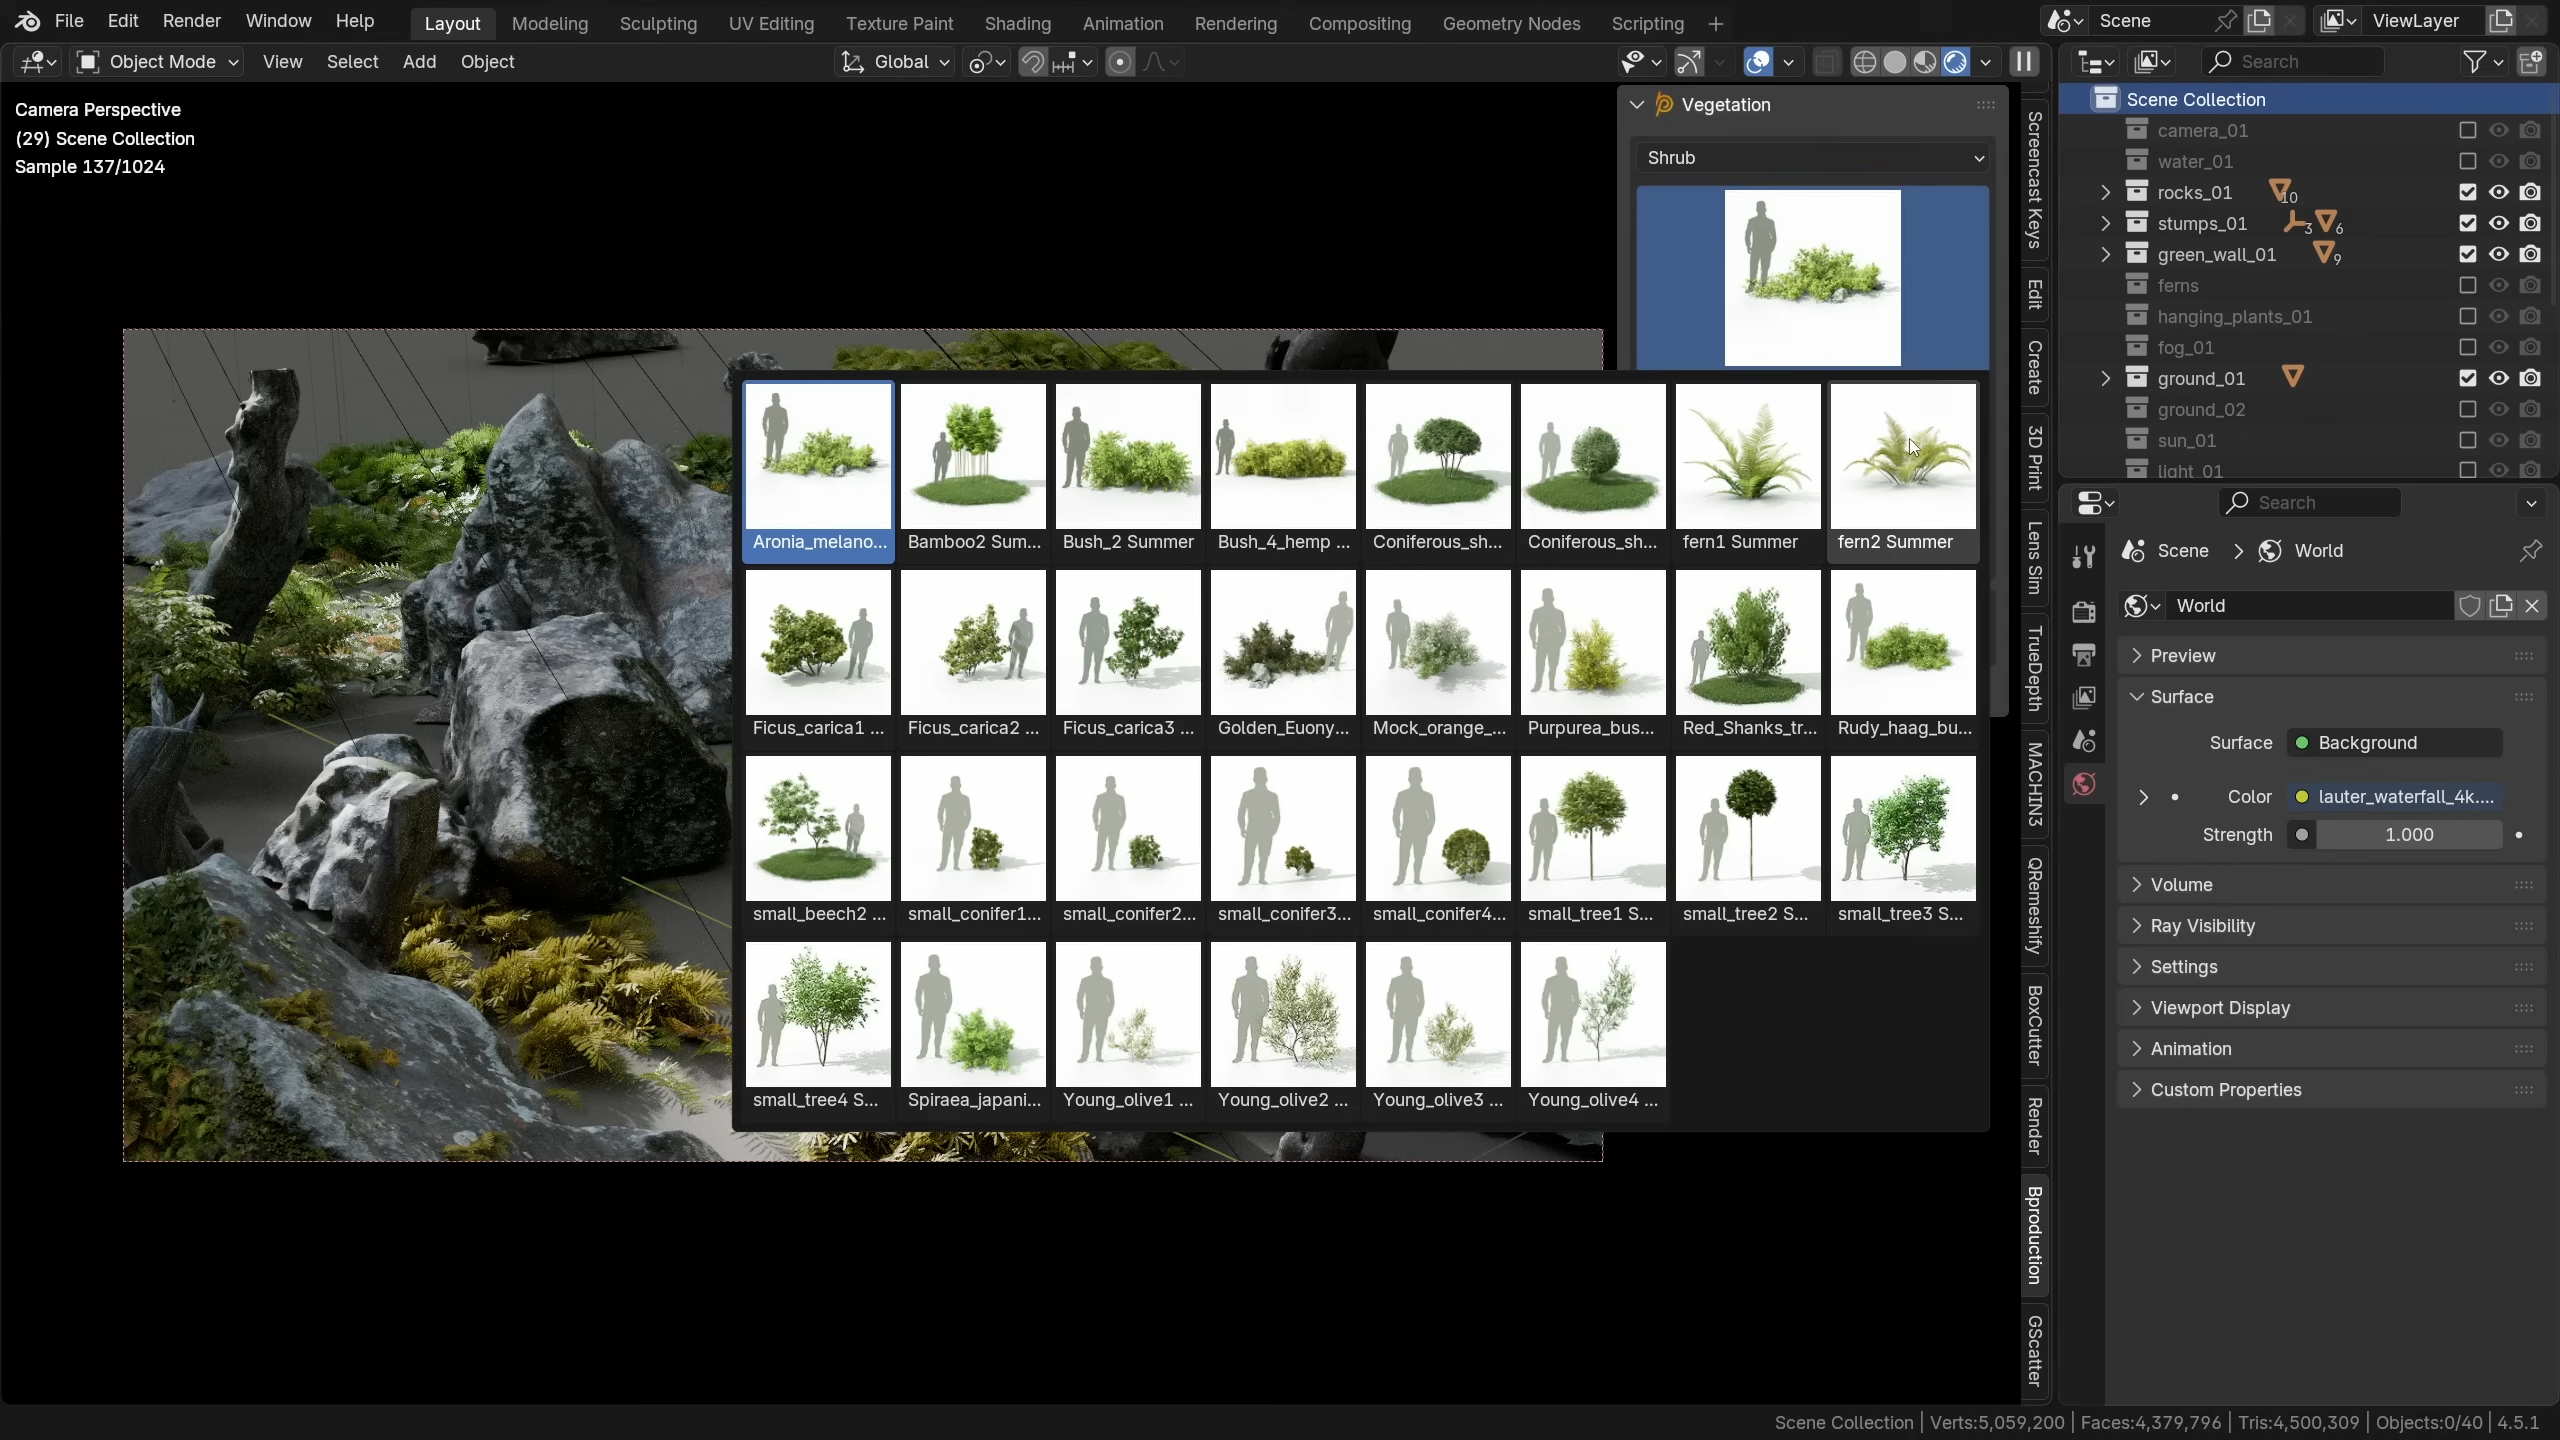 File Edit Render Window Help Layout Modeling Sculpting UV Editing Texture Paint Shading Animation Rendering Compositing Geometry Nodes Scripting + Scene ViewLayer
Object Mode View Select Add Object Global Search
Camera Perspective
(29) Scene Collection
Sample 137/1024
Vegetation
Shrub
Aronia_melano... Bamboo2 Sum... Bush_2 Summer Bush_4_hemp ... Coniferous_sh... Coniferous_sh... fern1 Summer fern2 Summer
Ficus_carica1 ... Ficus_carica2 ... Ficus_carica3 ... Golden_Euony... Mock_orange_... Purpurea_bus... Red_Shanks_tr... Rudy_haag_bu...
small_beech2 ... small_conifer1... small_conifer2... small_conifer3... small_conifer4... small_tree1 S... small_tree2 S... small_tree3 S...
small_tree4 S... Spiraea_japani... Young_olive1 ... Young_olive2 ... Young_olive3 ... Young_olive4 ...
Screencast Keys
Edit
Create
3D Print
Lens Sim
TrueDepth
MACHIN3
QRemeshify
BoxCutter
Render
Bproduction
GScatter
Scene Collection
camera_01
water_01
rocks_01 10
stumps_01 3 6
green_wall_01 9
ferns
hanging_plants_01
fog_01
ground_01
ground_02
sun_01
light_01
Search
Scene World
World
Preview
Surface
Surface Background
Color lauter_waterfall_4k....
Strength 1.000
Volume
Ray Visibility
Settings
Viewport Display
Animation
Custom Properties
Scene Collection | Verts:5,059,200 | Faces:4,379,796 | Tris:4,500,309 | Objects:0/40 | 4.5.1